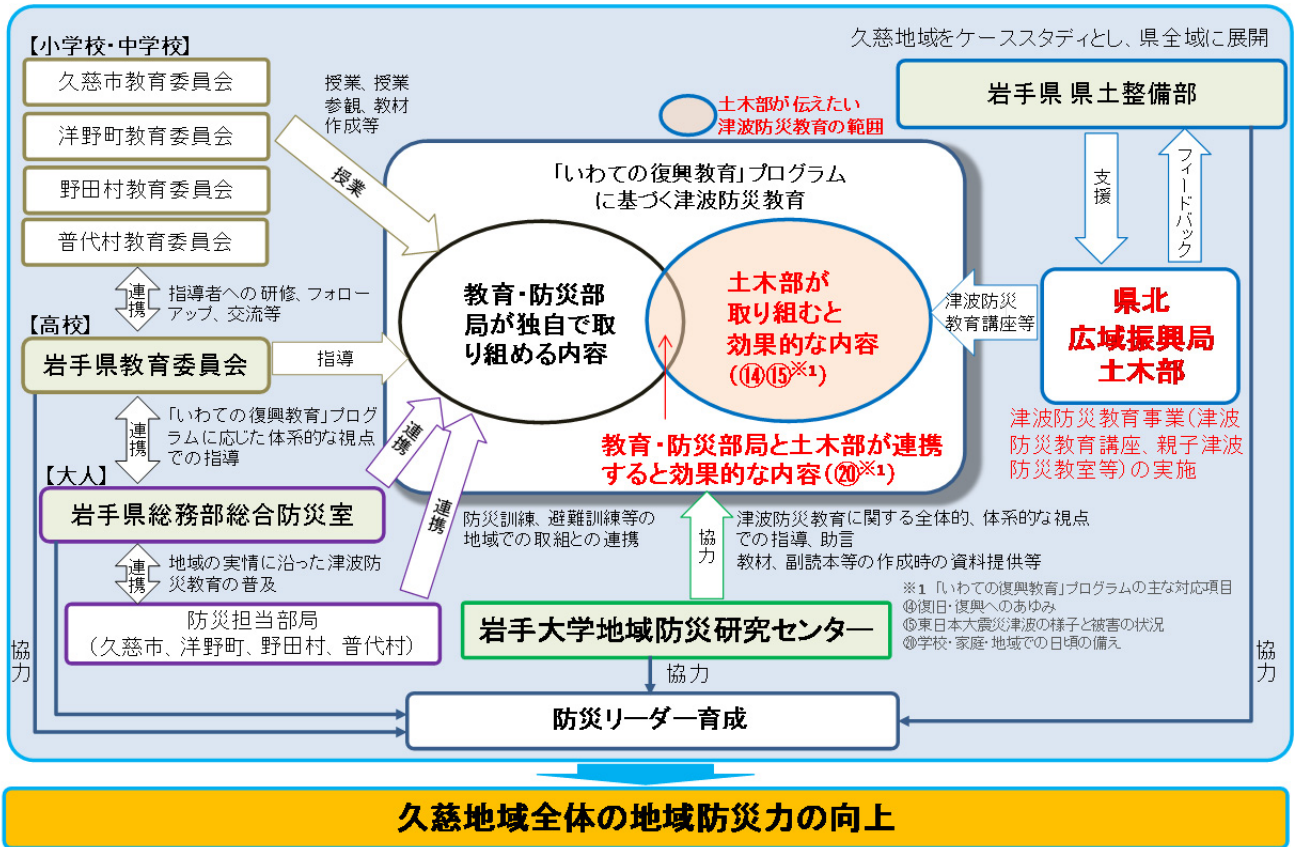 久慈地域をケーススタディとし、県全域に展開
【小学校・中学校】
久慈市教育委員会
洋野町教育委員会
野田村教育委員会
普代村教育委員会
授業、授業
参観、教材
作成等
授業
土木部が伝えたい
津波防災教育の範囲
岩手県 県土整備部
支援
フィードバック
「いわての復興教育」プログラム
に基づく津波防災教育
教育・防災部
局が独自で取
り組める内容
土木部が
取り組むと
効果的な内容
(⑭⑮※1)
教育・防災部局と土木部が連携
すると効果的な内容(⑳※1)
津波防災
教育講座等
県北
広域振興局
土木部
津波防災教育事業(津波
防災教育講座、親子津波
防災教室等)の実施
連携
指導者への研修、フォロー
アップ、交流等
【高校】
岩手県教育委員会
指導
連携
「いわての復興教育」プログ
ラムに応じた体系的な視点
での指導
【大人】
岩手県総務部総合防災室
連携
連携
連携
地域の実情に沿った津波防
災教育の普及
防災担当部局
(久慈市、洋野町、野田村、普代村)
防災訓練、避難訓練等の
地域での取組との連携
協力
津波防災教育に関する全体的、体系的な視点
での指導、助言
教材、副読本等の作成時の資料提供等
※1 「いわての復興教育」プログラムの主な対応項目
⑭復旧・復興へのあゆみ
⑮東日本大震災津波の様子と被害の状況
⑳学校・家庭・地域での日頃の備え
岩手大学地域防災研究センター
協力
協力
協力
防災リーダー育成
久慈地域全体の地域防災力の向上